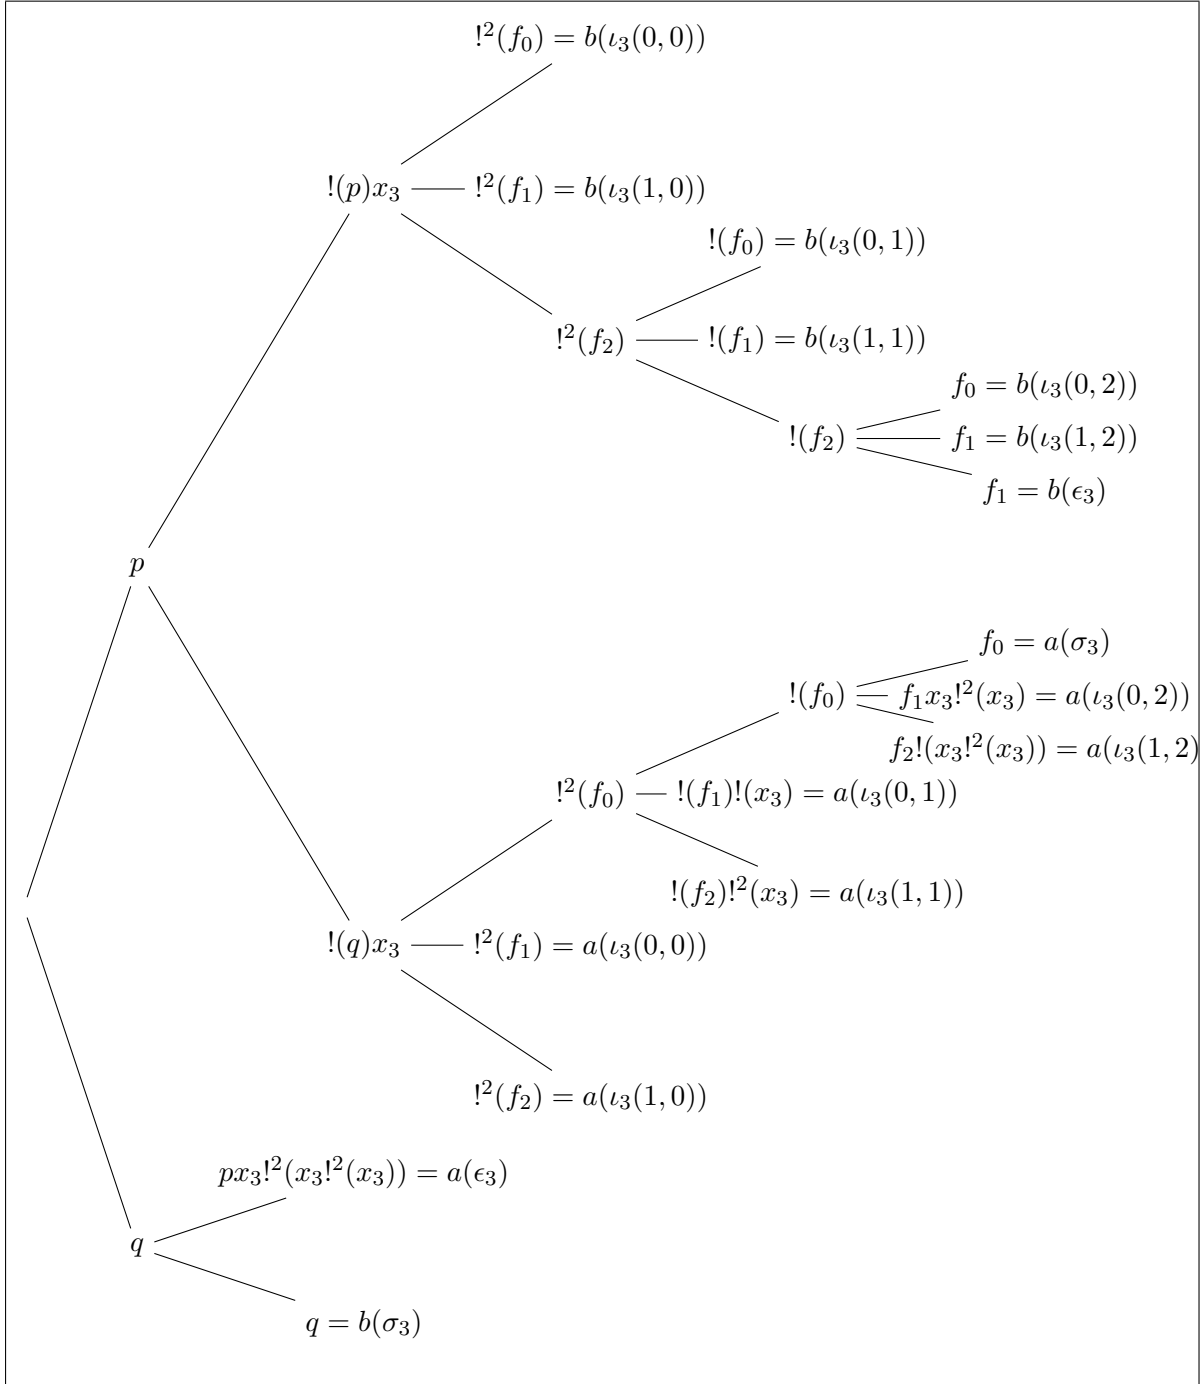 !²(f₀) = b(ι₃(0, 0))
!(p)x₃
!²(f₁) = b(ι₃(1, 0))
!(f₀) = b(ι₃(0, 1))
!²(f₂)
!(f₁) = b(ι₃(1, 1))
f₀ = b(ι₃(0, 2))
!(f₂)
f₁ = b(ι₃(1, 2))
f₁ = b(ϵ₃)
p
f₀ = a(σ₃)
!(f₀)
f₁x₃!²(x₃) = a(ι₃(0, 2))
f₂!(x₃!²(x₃)) = a(ι₃(1, 2)
!²(f₀)
!(f₁)!(x₃) = a(ι₃(0, 1))
!(f₂)!²(x₃) = a(ι₃(1, 1))
!(q)x₃
!²(f₁) = a(ι₃(0, 0))
!²(f₂) = a(ι₃(1, 0))
px₃!²(x₃!²(x₃)) = a(ϵ₃)
q
q = b(σ₃)